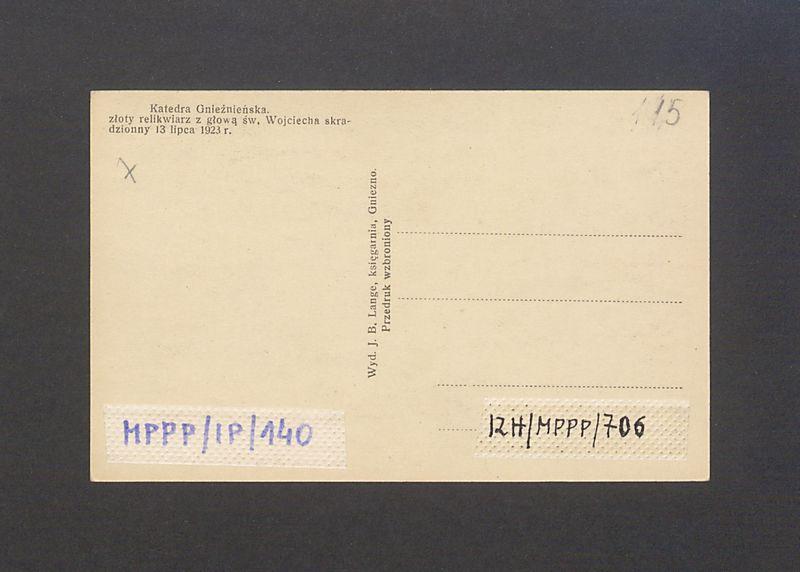 Katedra Gnieźnieńska.
złoty relikwiarz z głową św. Wojciecha skra-
dzionny 13 lipca 1923 r.
X
115
Wyd. J. B. Lange, księgarnia, Gniezno.
Przedruk wzbroniony
MPPP/IP/140
IZH/MPPP/706